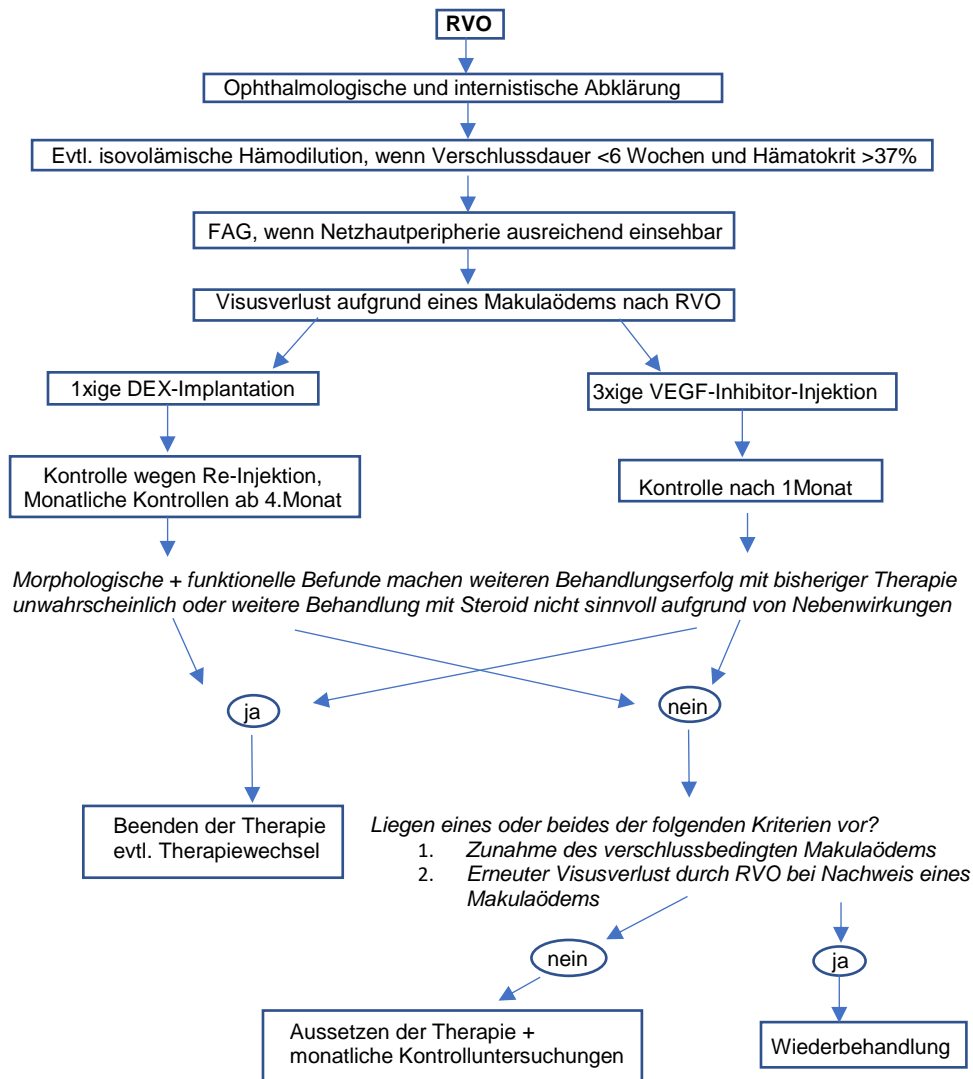 RVO
Ophthalmologische und internistische Abklärung
Evtl. isovolämische Hämodilution, wenn Verschlussdauer <6 Wochen und Hämatokrit >37%
FAG, wenn Netzhautperipherie ausreichend einsehbar
Visusverlust aufgrund eines Makulaödems nach RVO
1xige DEX-Implantation
3xige VEGF-Inhibitor-Injektion
Kontrolle wegen Re-Injektion,
Monatliche Kontrollen ab 4.Monat
Kontrolle nach 1Monat
Morphologische + funktionelle Befunde machen weiteren Behandlungserfolg mit bisheriger Therapie
unwahrscheinlich oder weitere Behandlung mit Steroid nicht sinnvoll aufgrund von Nebenwirkungen
ja
nein
Beenden der Therapie
evtl. Therapiewechsel
Liegen eines oder beides der folgenden Kriterien vor?
1. Zunahme des verschlussbedingten Makulaödems
2. Erneuter Visusverlust durch RVO bei Nachweis eines
Makulaödems
nein
ja
Aussetzen der Therapie +
monatliche Kontrolluntersuchungen
Wiederbehandlung